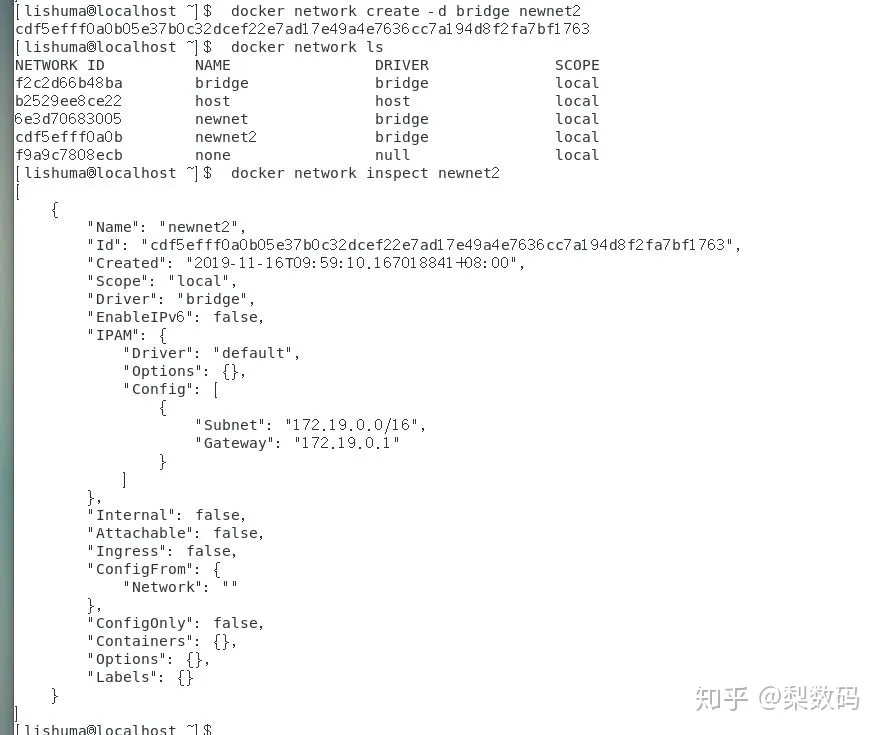 [lishuma@localhost ~]$  docker network create -d bridge newnet2
cdf5efff0a0b05e37b0c32dcef22e7ad17e49a4e7636cc7a194d8f2fa7bf1763
[lishuma@localhost ~]$  docker network ls
NETWORK ID          NAME                DRIVER              SCOPE
f2c2d66b48ba        bridge              bridge              local
b2529ee8ce22        host                host                local
6e3d70683005        newnet              bridge              local
cdf5efff0a0b        newnet2             bridge              local
f9a9c7808ecb        none                null                local
[lishuma@localhost ~]$  docker network inspect newnet2
[
    {
        "Name": "newnet2",
        "Id": "cdf5efff0a0b05e37b0c32dcef22e7ad17e49a4e7636cc7a194d8f2fa7bf1763",
        "Created": "2019-11-16T09:59:10.167018841+08:00",
        "Scope": "local",
        "Driver": "bridge",
        "EnableIPv6": false,
        "IPAM": {
            "Driver": "default",
            "Options": {},
            "Config": [
                {
                    "Subnet": "172.19.0.0/16",
                    "Gateway": "172.19.0.1"
                }
            ]
        },
        "Internal": false,
        "Attachable": false,
        "Ingress": false,
        "ConfigFrom": {
            "Network": ""
        },
        "ConfigOnly": false,
        "Containers": {},
        "Options": {},
        "Labels": {}
    }
]
[lishuma@localhost ~]$
知乎 @梨数码